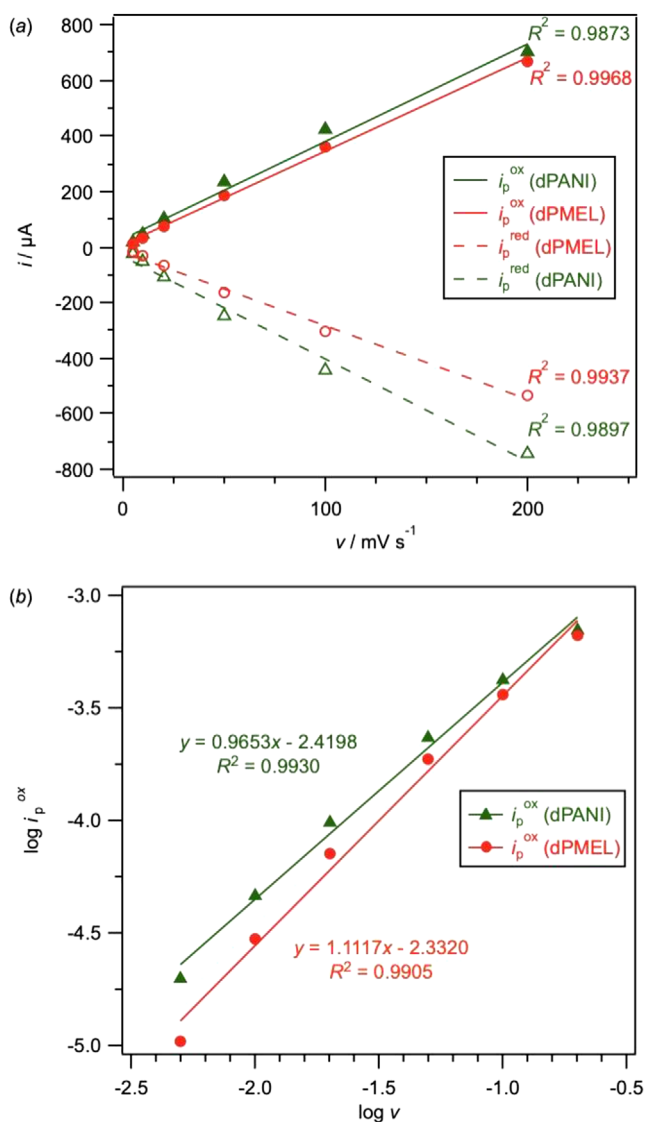 (a)
800
600
400
200
0
-200
-400
-600
-800
i / µA
R² = 0.9873
R² = 0.9968
iₚᵒˣ (dPANI)
iₚᵒˣ (dPMEL)
iₚʳᵉᵈ (dPMEL)
iₚʳᵉᵈ (dPANI)
R² = 0.9937
R² = 0.9897
0
100
200
v / mV s⁻¹
(b)
-3.0
-3.5
-4.0
-4.5
-5.0
log iₚᵒˣ
y = 0.9653x - 2.4198
R² = 0.9930
iₚᵒˣ (dPANI)
iₚᵒˣ (dPMEL)
y = 1.1117x - 2.3320
R² = 0.9905
-2.5
-2.0
-1.5
-1.0
-0.5
log v